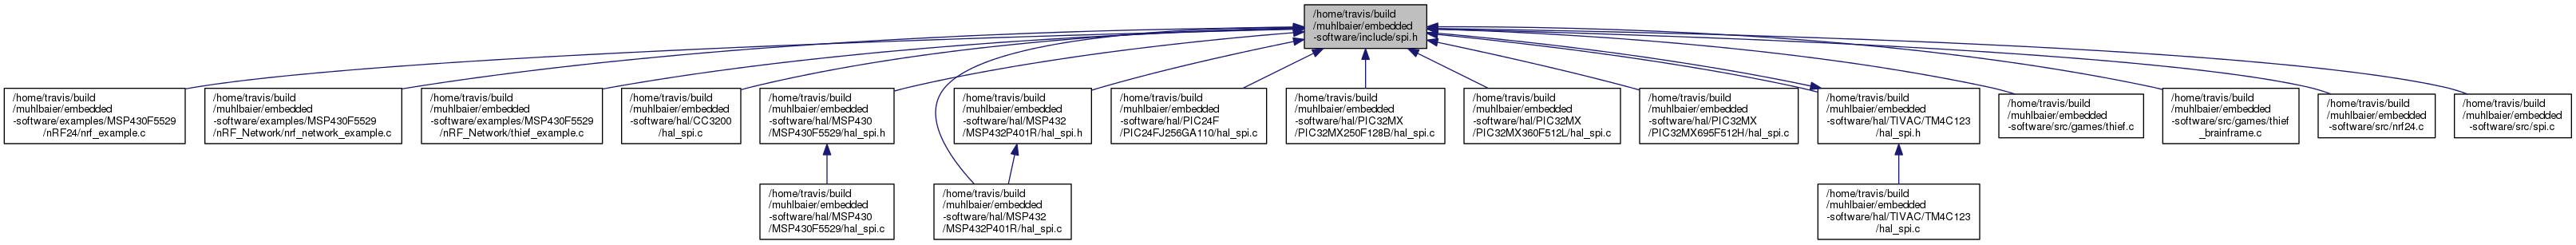 /home/travis/build
/muhlbaier/embedded
-software/include/spi.h
/home/travis/build
/muhlbaier/embedded
-software/examples/MSP430F5529
/nRF24/nrf_example.c
/home/travis/build
/muhlbaier/embedded
-software/examples/MSP430F5529
/nRF_Network/nrf_network_example.c
/home/travis/build
/muhlbaier/embedded
-software/examples/MSP430F5529
/nRF_Network/thief_example.c
/home/travis/build
/muhlbaier/embedded
-software/hal/CC3200
/hal_spi.c
/home/travis/build
/muhlbaier/embedded
-software/hal/MSP430
/MSP430F5529/hal_spi.h
/home/travis/build
/muhlbaier/embedded
-software/hal/MSP432
/MSP432P401R/hal_spi.h
/home/travis/build
/muhlbaier/embedded
-software/hal/PIC24F
/PIC24FJ256GA110/hal_spi.c
/home/travis/build
/muhlbaier/embedded
-software/hal/PIC32MX
/PIC32MX250F128B/hal_spi.c
/home/travis/build
/muhlbaier/embedded
-software/hal/PIC32MX
/PIC32MX360F512L/hal_spi.c
/home/travis/build
/muhlbaier/embedded
-software/hal/PIC32MX
/PIC32MX695F512H/hal_spi.c
/home/travis/build
/muhlbaier/embedded
-software/hal/TIVAC/TM4C123
/hal_spi.h
/home/travis/build
/muhlbaier/embedded
-software/src/games/thief.c
/home/travis/build
/muhlbaier/embedded
-software/src/games/thief
_brainframe.c
/home/travis/build
/muhlbaier/embedded
-software/src/nrf24.c
/home/travis/build
/muhlbaier/embedded
-software/src/spi.c
/home/travis/build
/muhlbaier/embedded
-software/hal/MSP430
/MSP430F5529/hal_spi.c
/home/travis/build
/muhlbaier/embedded
-software/hal/MSP432
/MSP432P401R/hal_spi.c
/home/travis/build
/muhlbaier/embedded
-software/hal/TIVAC/TM4C123
/hal_spi.c